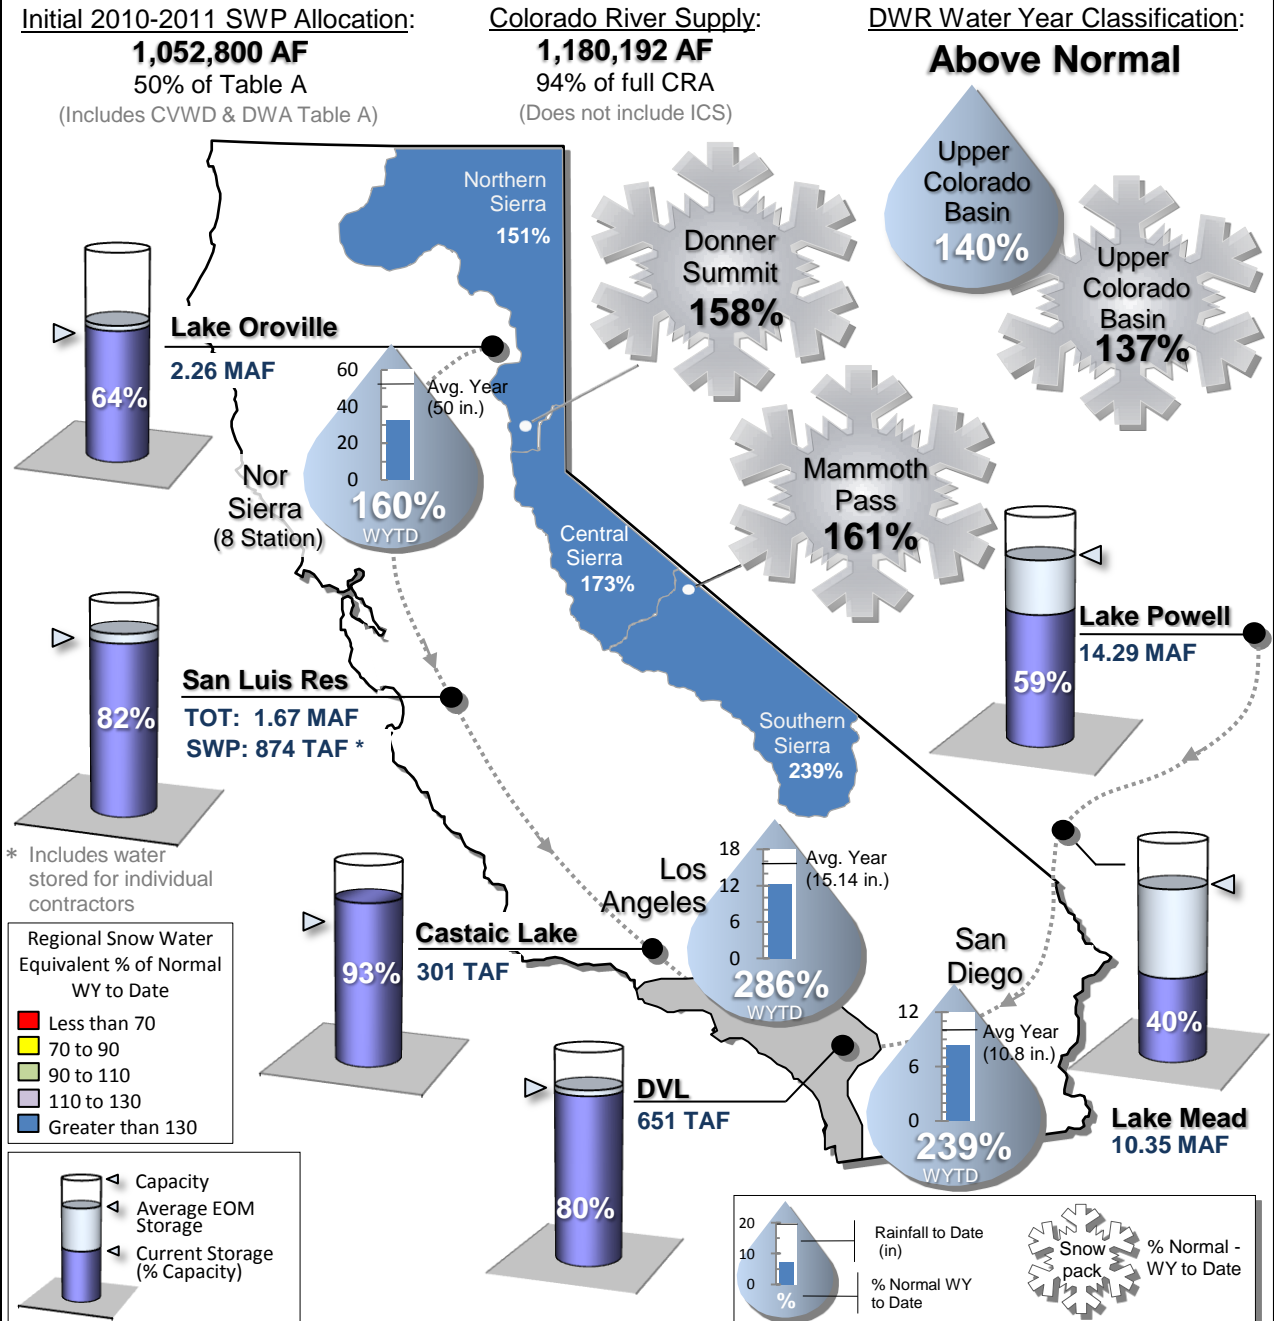 Initial 2010-2011 SWP Allocation:
1,052,800 AF
50% of Table A
(Includes CVWD & DWA Table A)
Colorado River Supply:
1,180,192 AF
94% of full CRA
(Does not include ICS)
DWR Water Year Classification:
Above Normal
Upper
Colorado
Basin
140%
Upper
Colorado
Basin
137%
Northern
Sierra
151%
Donner
Summit
158%
Lake Oroville
2.26 MAF
64%
60
40
20
0
Avg. Year
(50 in.)
Nor
Sierra
(8 Station)
160%
WYTD
Mammoth
Pass
161%
Central
Sierra
173%
Lake Powell
14.29 MAF
59%
San Luis Res
TOT: 1.67 MAF
SWP: 874 TAF *
82%
Southern
Sierra
239%
* Includes water
stored for individual
contractors
Los
Angeles
18
12
6
0
Avg. Year
(15.14 in.)
286%
WYTD
Castaic Lake
301 TAF
93%
San
Diego
12
6
0
Avg Year
(10.8 in.)
239%
WYTD
40%
Lake Mead
10.35 MAF
DVL
651 TAF
80%
Regional Snow Water
Equivalent % of Normal
WY to Date
Less than 70
70 to 90
90 to 110
110 to 130
Greater than 130
Capacity
Average EOM
Storage
Current Storage
(% Capacity)
20
10
0
%
Rainfall to Date
(in)
% Normal WY
to Date
Snow
pack
% Normal -
WY to Date